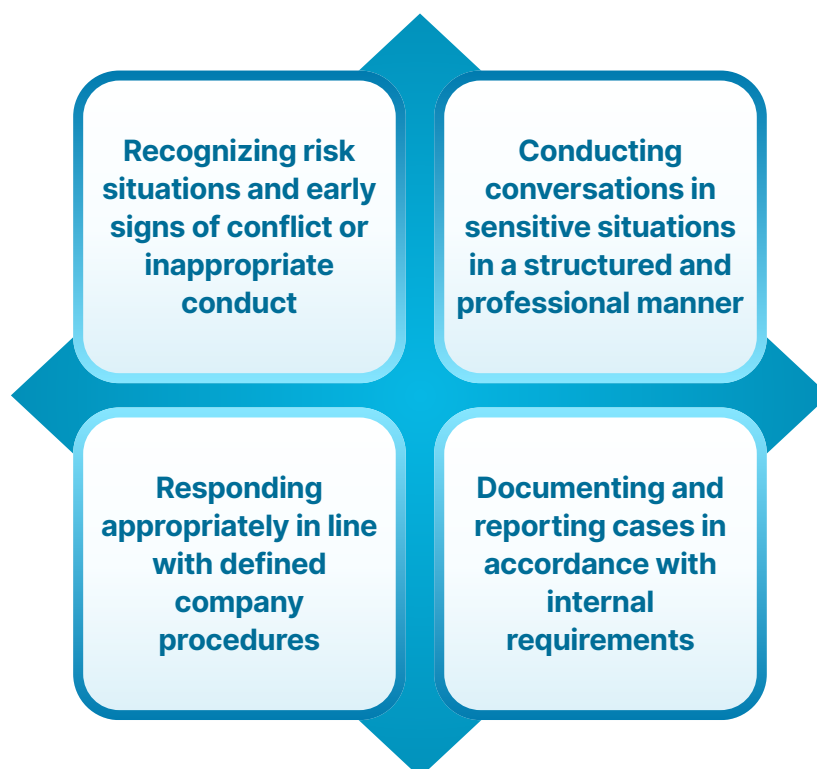 Recognizing risk
situations and early
signs of conflict or
inappropriate
conduct
Conducting
conversations in
sensitive situations
in a structured and
professional manner
Responding
appropriately in line
with defined
company
procedures
Documenting and
reporting cases in
accordance with
internal
requirements